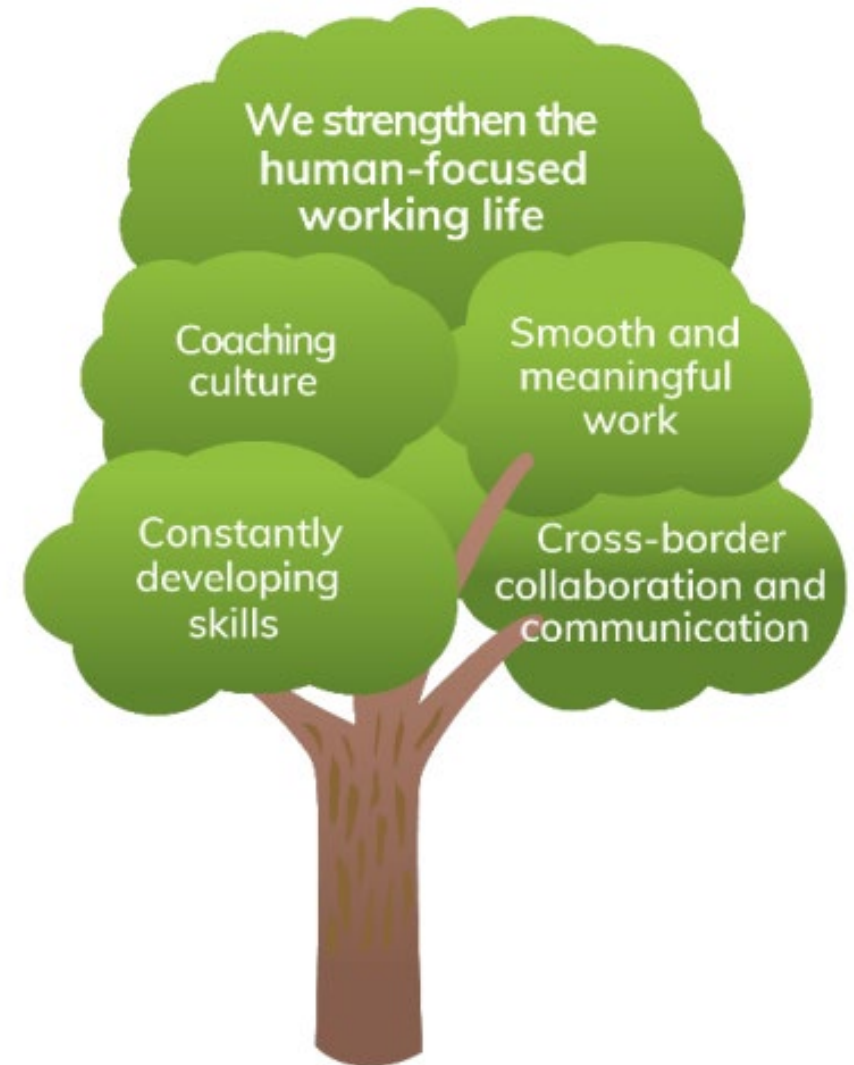 We strengthen the
human-focused
working life
Coaching
culture
Smooth and
meaningful
work
Constantly
developing
skills
Cross-border
collaboration and
communication